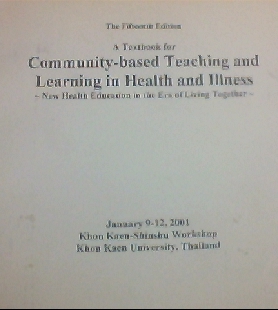 The Fifteenth Edition
A Textbook for
Community-based Teaching and
Learning in Health and Illness
~ New Health Education in the Era of Living Together ~
January 9-12, 2001
Khon Kaen-Shinshu Workshop
Khon Kaen University, Thailand